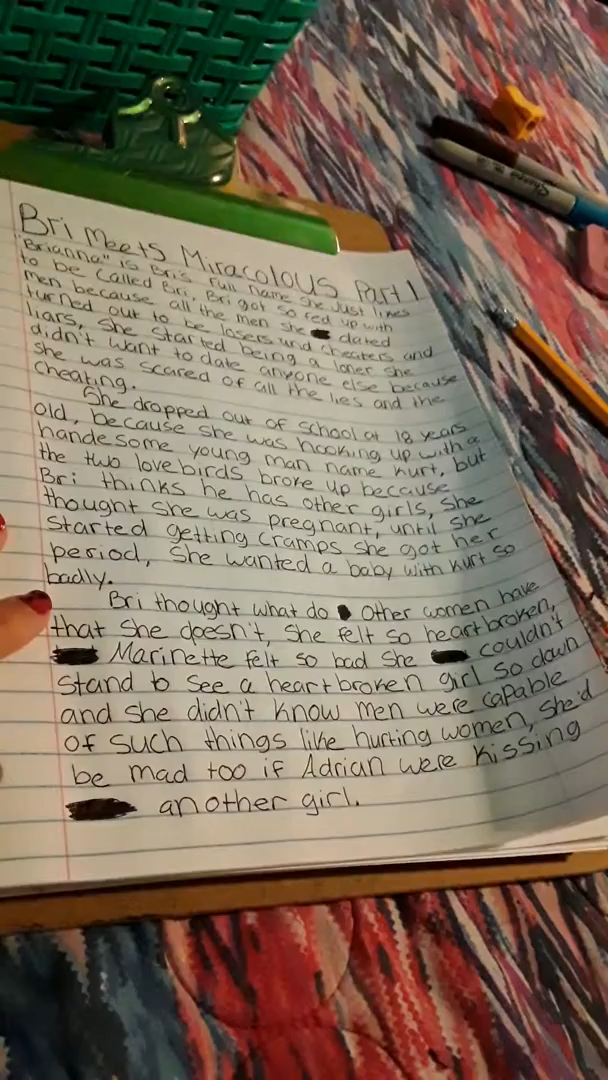 Bri Meets Miracolous Part 1
"Brianna" is Bri's full name she Just likes
to be called Bri, Bri got so fed up with
men because all the men she dated
turned out to be losers und cheaters and
liars, she started being a loner she
didn't want to date anyone else because
she was scared of all the lies and the
cheating.
She dropped out of school at 18 years
old, because she was hooking up with a
handesome young man name Kurt, but
the two lovebirds broke up because
Bri thinks he has other girls, She
thought she was pregnant, until she
started getting cramps she got her
period, She wanted a baby with Kurt so
badly.
Bri thought what do other women have
that she doesn't, she felt so heartbroken,
Marinette felt so bad she couldn't
stand to see a heartbroken girl so down
and she didn't know men were capable
of such things like hurting women, she'd
be mad too if Adrian were kissing
another girl.